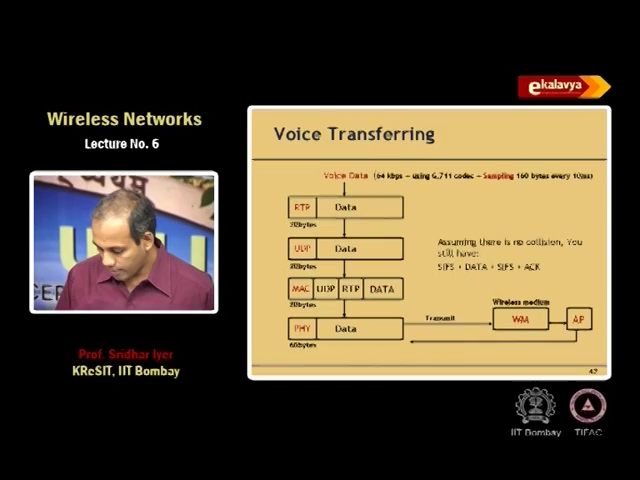 ekalavya
Wireless Networks
Lecture No. 6
Voice Transferring
Voice Data (64 kbps – using G.711 codec – Sampling 160 bytes every 10ms)
RTP Data
20bytes
UDP Data
20bytes
Assuming there is no collision, You
still have:
SIFS + DATA + SIFS + ACK
MAC UDP RTP DATA
20bytes
Wireless medium
PHY Data
Transmit
WM
AP
60bytes
Prof. Sridhar Iyer
KReSIT, IIT Bombay
47
IIT Bombay
TIFAC